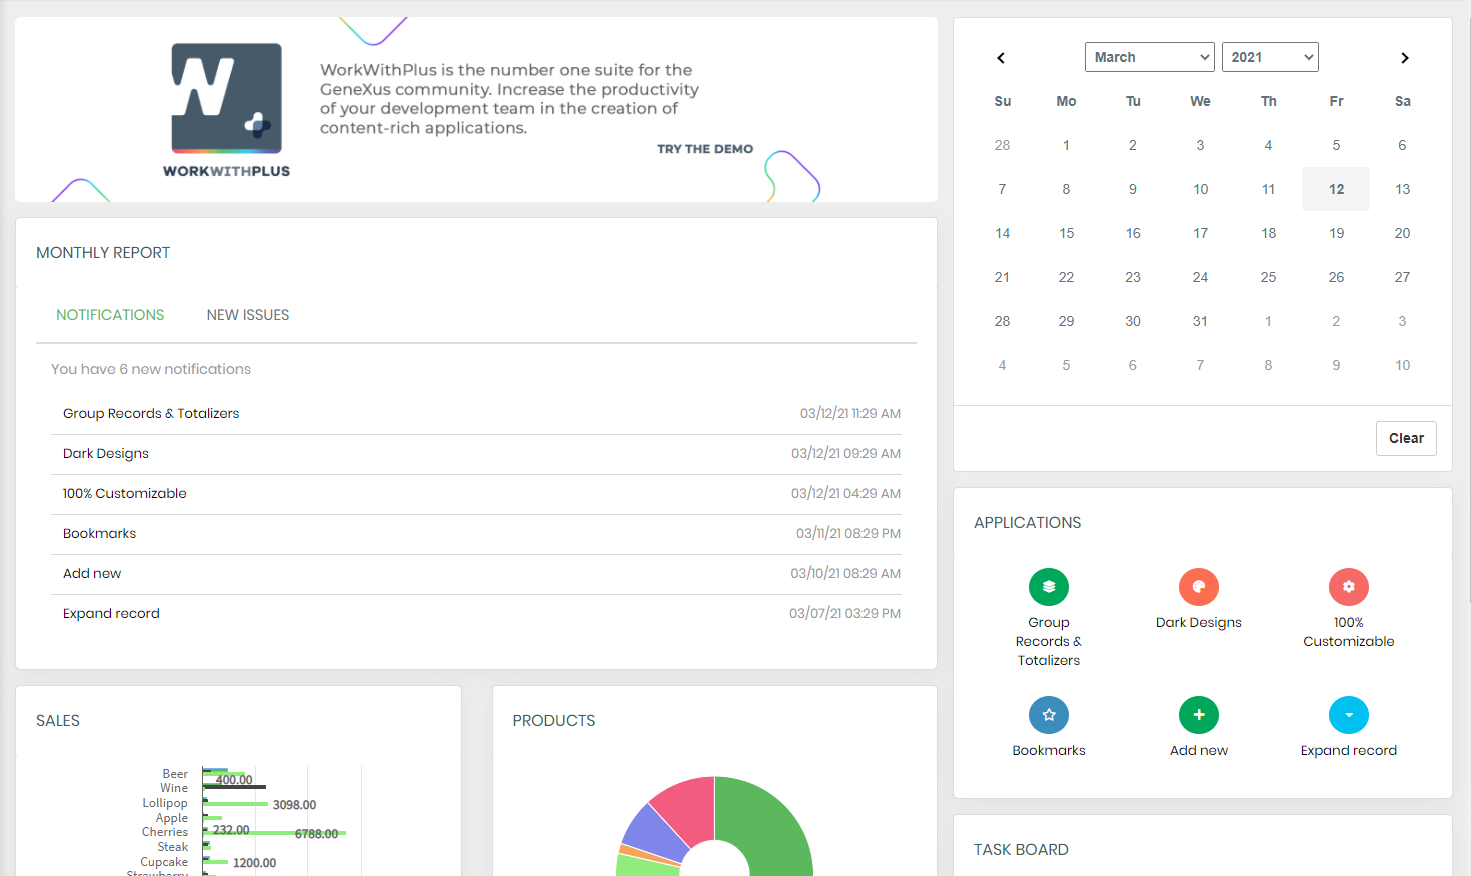 WorkWithPlus is the number one suite for the
GeneXus community. Increase the productivity
of your development team in the creation of
content-rich applications.
TRY THE DEMO
W
WORKWITHPLUS
MONTHLY REPORT
NOTIFICATIONS NEW ISSUES
You have 6 new notifications
Group Records & Totalizers 03/12/21 11:29 AM
Dark Designs 03/12/21 09:29 AM
100% Customizable 03/12/21 04:29 AM
Bookmarks 03/11/21 08:29 PM
Add new 03/10/21 08:29 AM
Expand record 03/07/21 03:29 PM
SALES
Beer
400.00
Wine
Lollipop 3098.00
Apple
Cherries 232.00 6788.00
Steak
Cupcake 1200.00
Strawberry
PRODUCTS
March 2021
Su Mo Tu We Th Fr Sa
28 1 2 3 4 5 6
7 8 9 10 11 12 13
14 15 16 17 18 19 20
21 22 23 24 25 26 27
28 29 30 31 1 2 3
4 5 6 7 8 9 10
Clear
APPLICATIONS
Group
Records &
Totalizers
Dark Designs
100%
Customizable
Bookmarks
Add new
Expand record
TASK BOARD